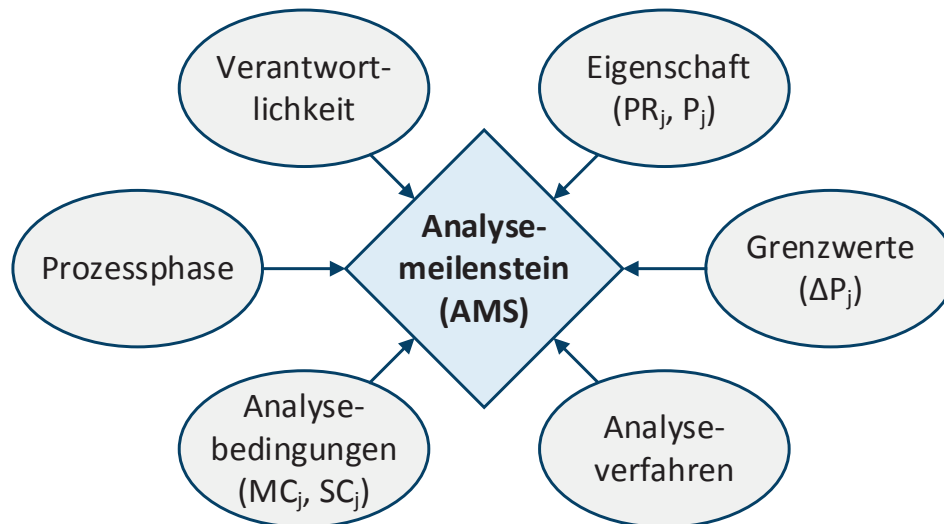 Verantwort-
lichkeit
Eigenschaft
(PRj, Pj)
Prozessphase
Analyse-
meilenstein
(AMS)
Grenzwerte
(ΔPj)
Analyse-
bedingungen
(MCj, SCj)
Analyse-
verfahren